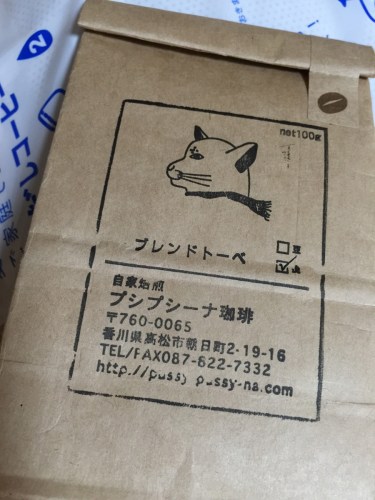 net100g
ブレンドトーベ
豆
粉
自家焙煎
プシプシーナ珈琲
〒760-0065
香川県高松市朝日町2-19-16
TEL/FAX087-822-7332
http://pussy-pussy-na.com
2